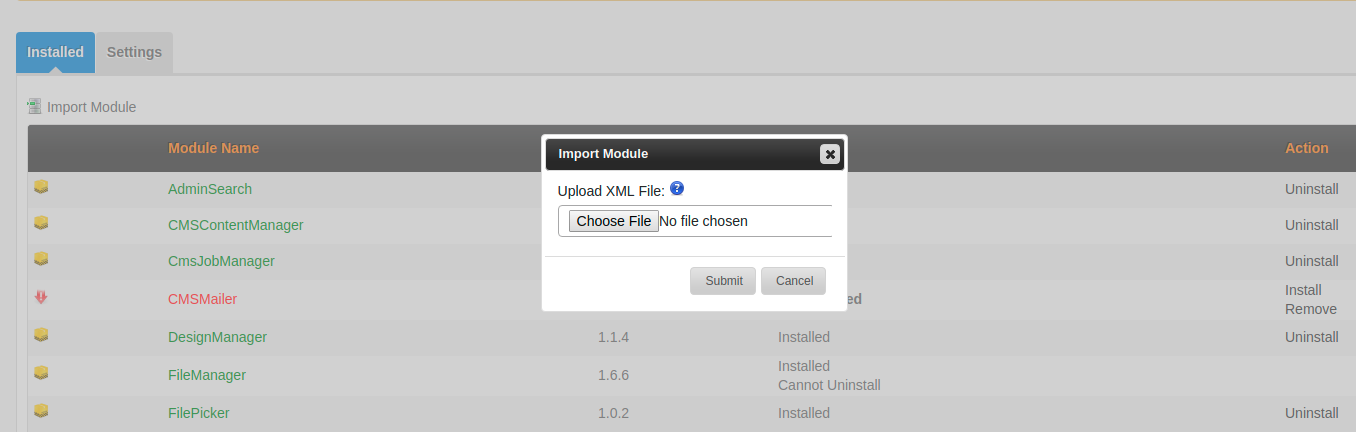 Installed
Settings
Import Module
Module Name
Action
Import Module
Upload XML File:
Choose File No file chosen
Submit
Cancel
AdminSearch
Uninstall
CMSContentManager
Uninstall
CmsJobManager
Uninstall
CMSMailer
ed
Install
Remove
DesignManager
1.1.4
Installed
Uninstall
FileManager
1.6.6
Installed
Cannot Uninstall
FilePicker
1.0.2
Installed
Uninstall